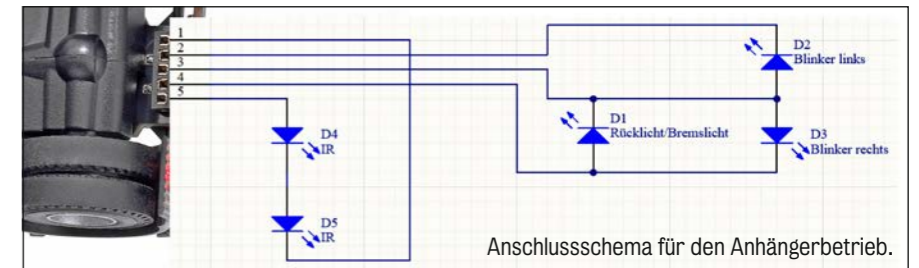 1
2
3
4
5
D2
Blinker links
D1
Rücklicht/Bremslicht
D3
Blinker rechts
D4
IR
D5
IR
Anschlussschema für den Anhängerbetrieb.